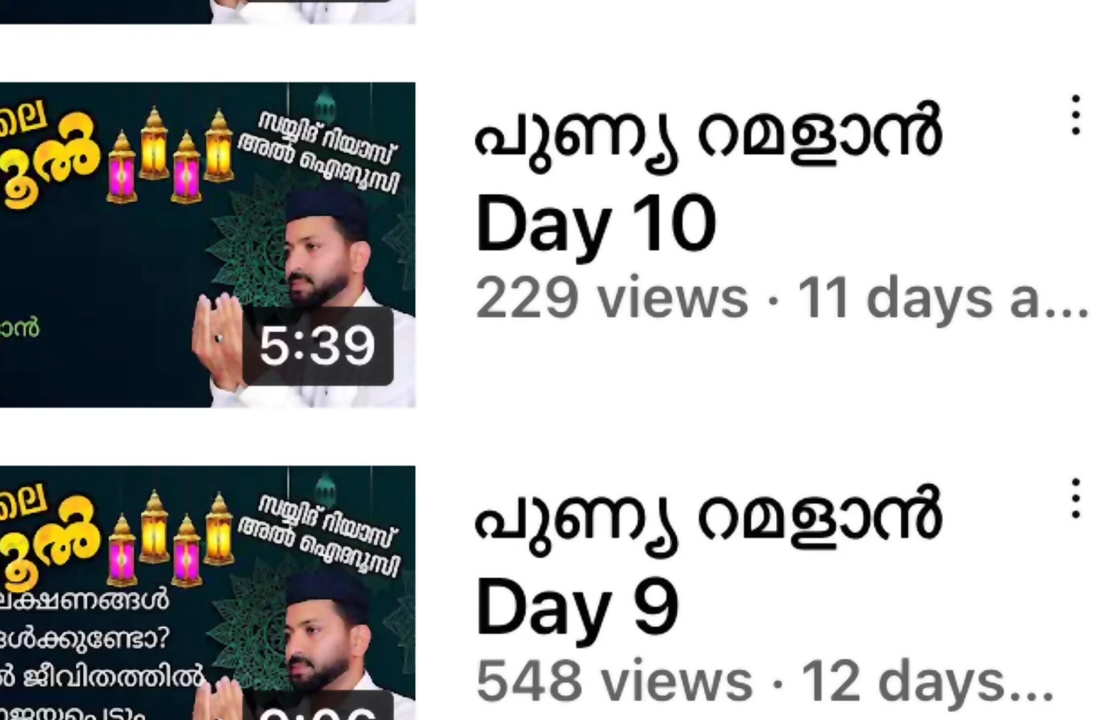 ലെ
സയ്യിദ് റിയാസ്
അൽ ഐദറൂസി
5:39
പുണ്യ റമളാൻ
Day 10
229 views · 11 days a...
ലെ
സയ്യിദ് റിയാസ്
അൽ ഐദറൂസി
ലക്ഷണങ്ങൾ
ങൾക്കുണ്ടോ?
ൽ ജീവിതത്തിൽ
പുണ്യ റമളാൻ
Day 9
548 views · 12 days...